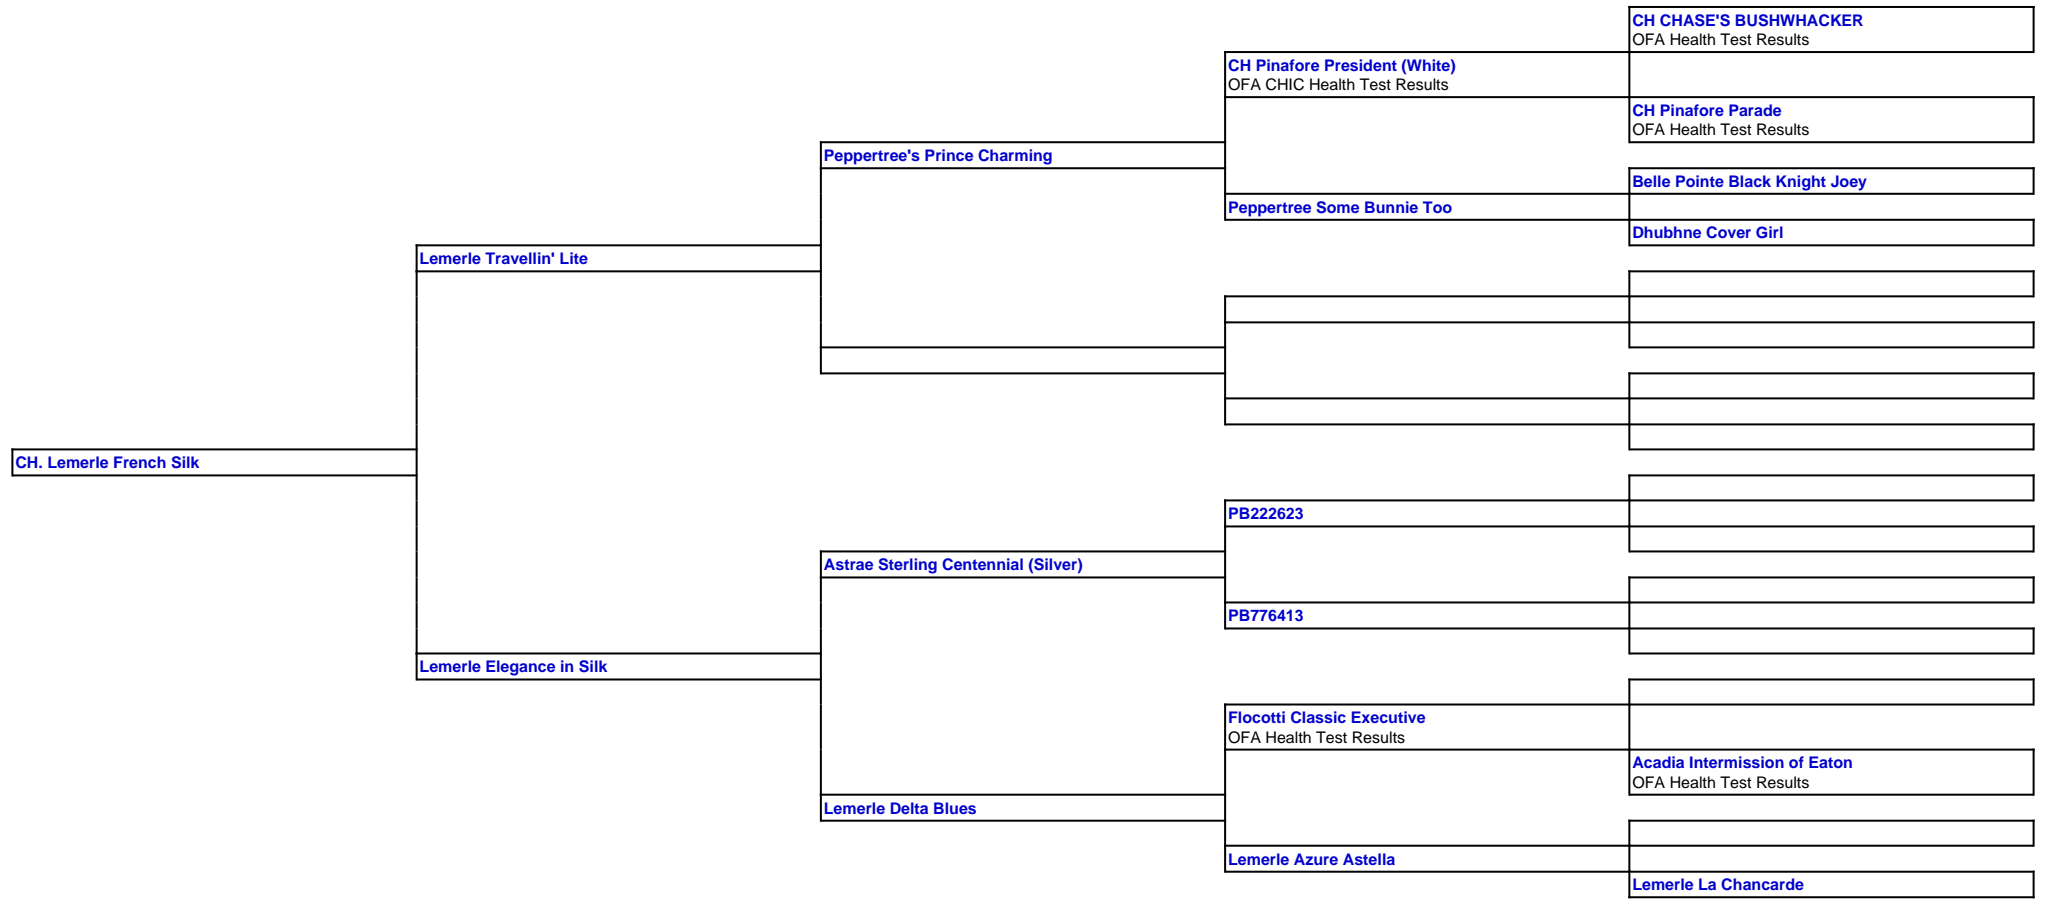 CH CHASE'S BUSHWHACKER
OFA Health Test Results
CH Pinafore President (White)
OFA CHIC Health Test Results
CH Pinafore Parade
OFA Health Test Results
Peppertree's Prince Charming
Belle Pointe Black Knight Joey
Peppertree Some Bunnie Too
Dhubhne Cover Girl
Lemerle Travellin' Lite
CH. Lemerle French Silk
PB222623
Astrae Sterling Centennial (Silver)
PB776413
Lemerle Elegance in Silk
Flocotti Classic Executive
OFA Health Test Results
Acadia Intermission of Eaton
OFA Health Test Results
Lemerle Delta Blues
Lemerle Azure Astella
Lemerle La Chancarde